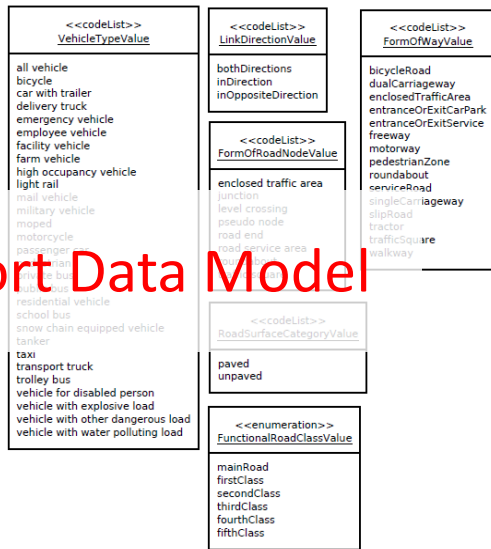 <<codeList>>
VehicleTypeValue
all vehicle
bicycle
car with trailer
delivery truck
emergency vehicle
employee vehicle
facility vehicle
farm vehicle
high occupancy vehicle
light rail
mail vehicle
military vehicle
moped
motorcycle
passenger car
school bus
residential vehicle
snow chain equipped vehicle
tanker
taxi
transport truck
trolley bus
vehicle for disabled person
vehicle with explosive load
vehicle with other dangerous load
vehicle with water polluting load
<<codeList>>
LinkDirectionValue
bothDirections
inDirection
inOppositeDirection
<<codeList>>
FormOfRoadNodeValue
enclosed traffic area
junction
level crossing
pseudo node
road end
road service area
<<codeList>>
RoadSurfaceCategoryValue
paved
unpaved
<<enumeration>>
FunctionalRoadClassValue
mainRoad
firstClass
secondClass
thirdClass
fourthClass
fifthClass
<<codeList>>
FormOfWayValue
bicycleRoad
dualCarriageway
enclosedTrafficArea
entranceOrExitCarPark
entranceOrExitService
freeway
motorway
pedestrianZone
roundabout
serviceRoad
singleCarriageway
slipRoad
tractor
trafficSquare
walkway
ort Data Model